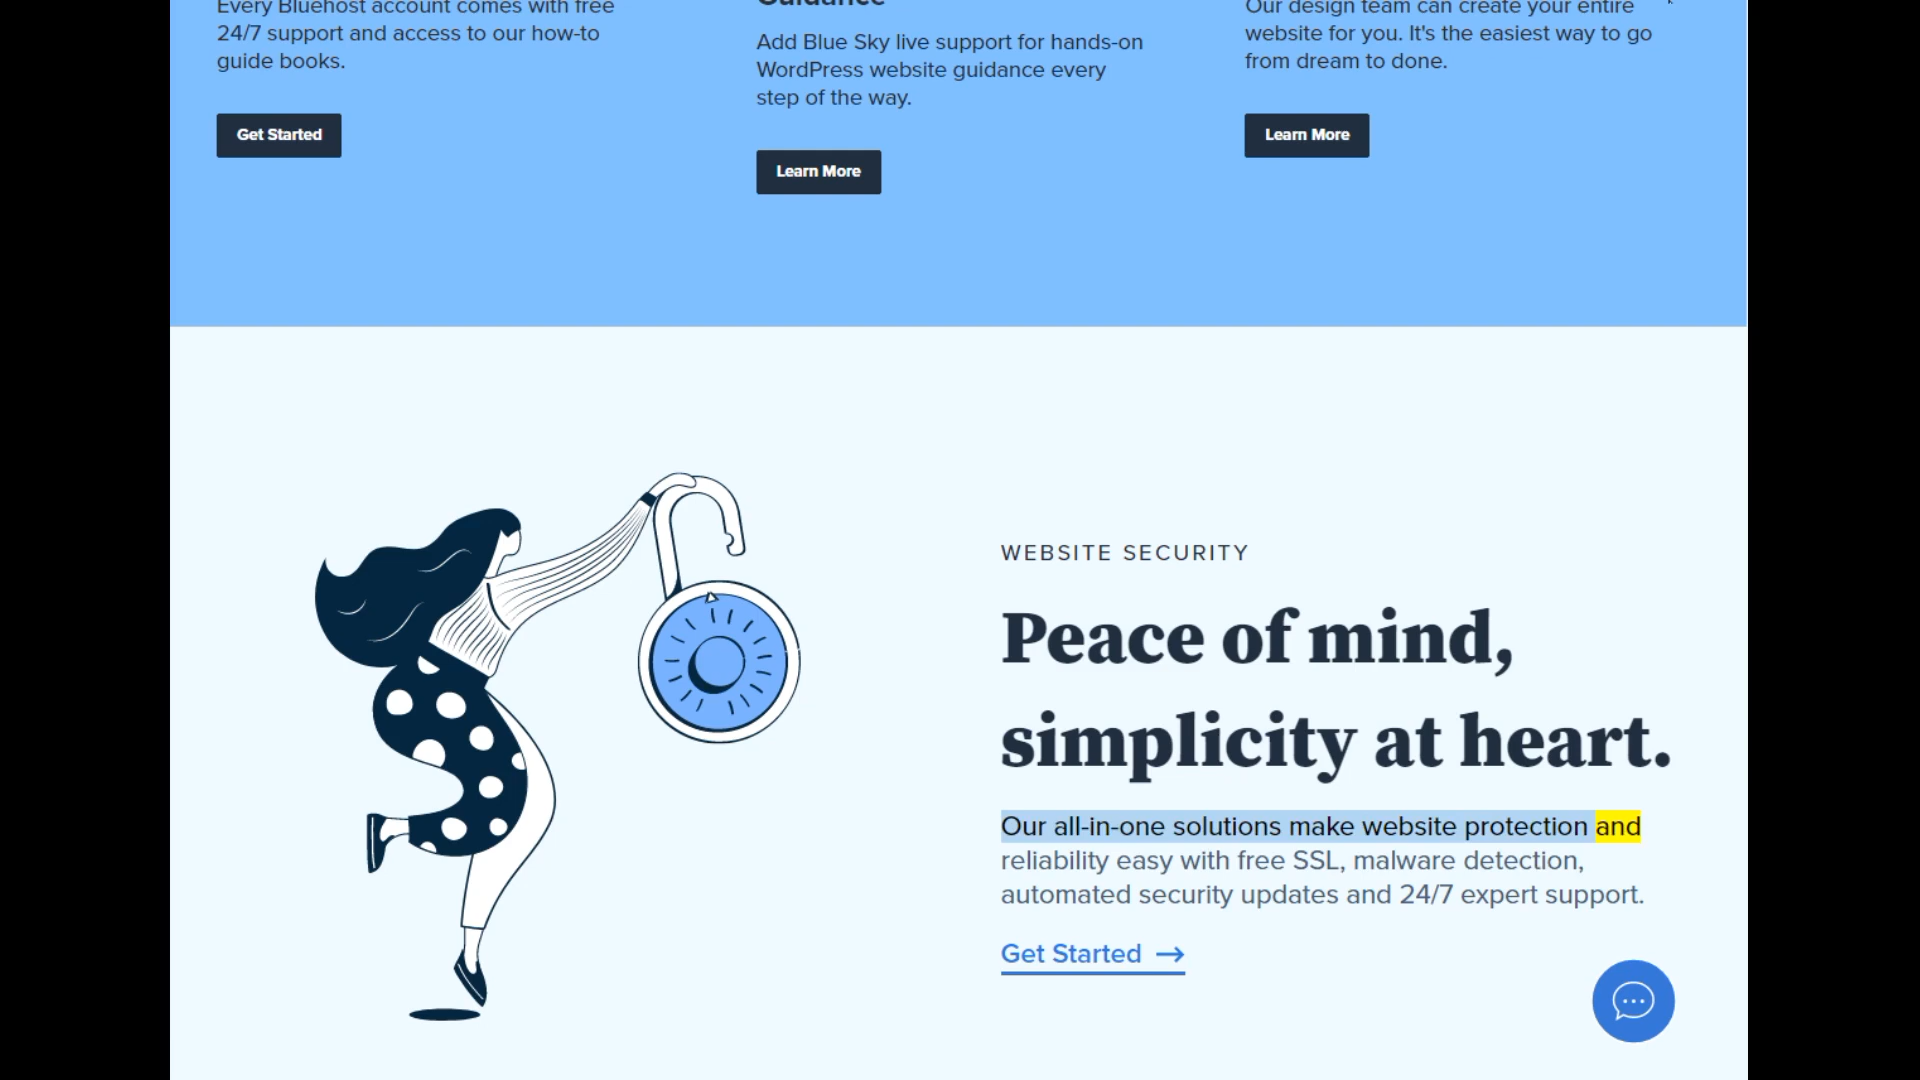 Every Bluehost account comes with free
24/7 support and access to our how-to
guide books.
Get Started
Guidance
Add Blue Sky live support for hands-on
WordPress website guidance every
step of the way.
Learn More
Our design team can create your entire
website for you. It's the easiest way to go
from dream to done.
Learn More
WEBSITE SECURITY
Peace of mind,
simplicity at heart.
Our all-in-one solutions make website protection and
reliability easy with free SSL, malware detection,
automated security updates and 24/7 expert support.
Get Started →